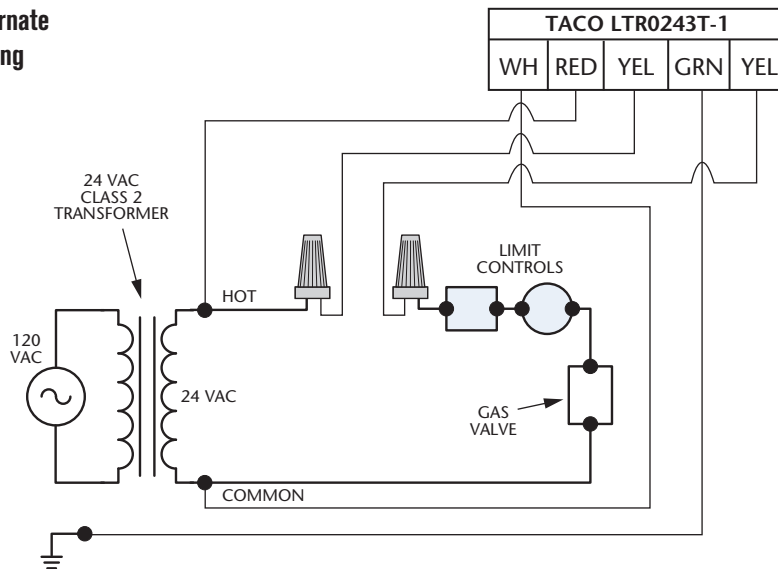 ernate
ng
TACO LTR0243T-1
WH RED YEL GRN YEL
24 VAC
CLASS 2
TRANSFORMER
LIMIT
CONTROLS
HOT
120
VAC
24 VAC
GAS
VALVE
COMMON